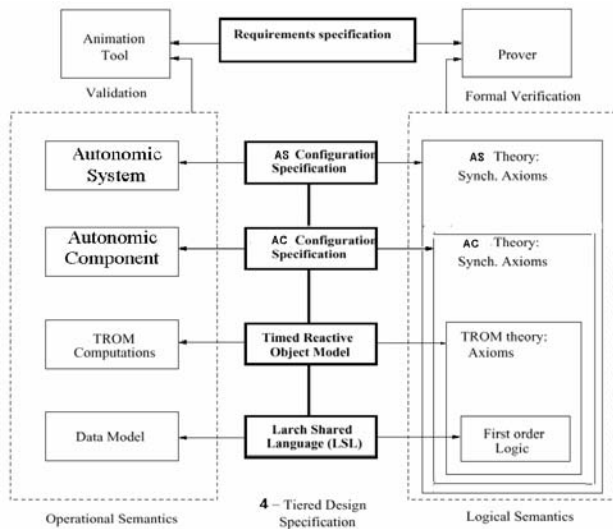 Animation
Tool
Requirements specification
Prover
Validation
Formal Verification
Autonomic
System
AS Configuration
Specification
AS Theory:
Synch. Axioms
Autonomic
Component
AC Configuration
Specification
AC Theory:
Synch. Axioms
TROM
Computations
Timed Reactive
Object Model
TROM theory:
Axioms
Data Model
Larch Shared
Language (LSL)
First order
Logic
Operational Semantics
4 – Tiered Design
Specification
Logical Semantics